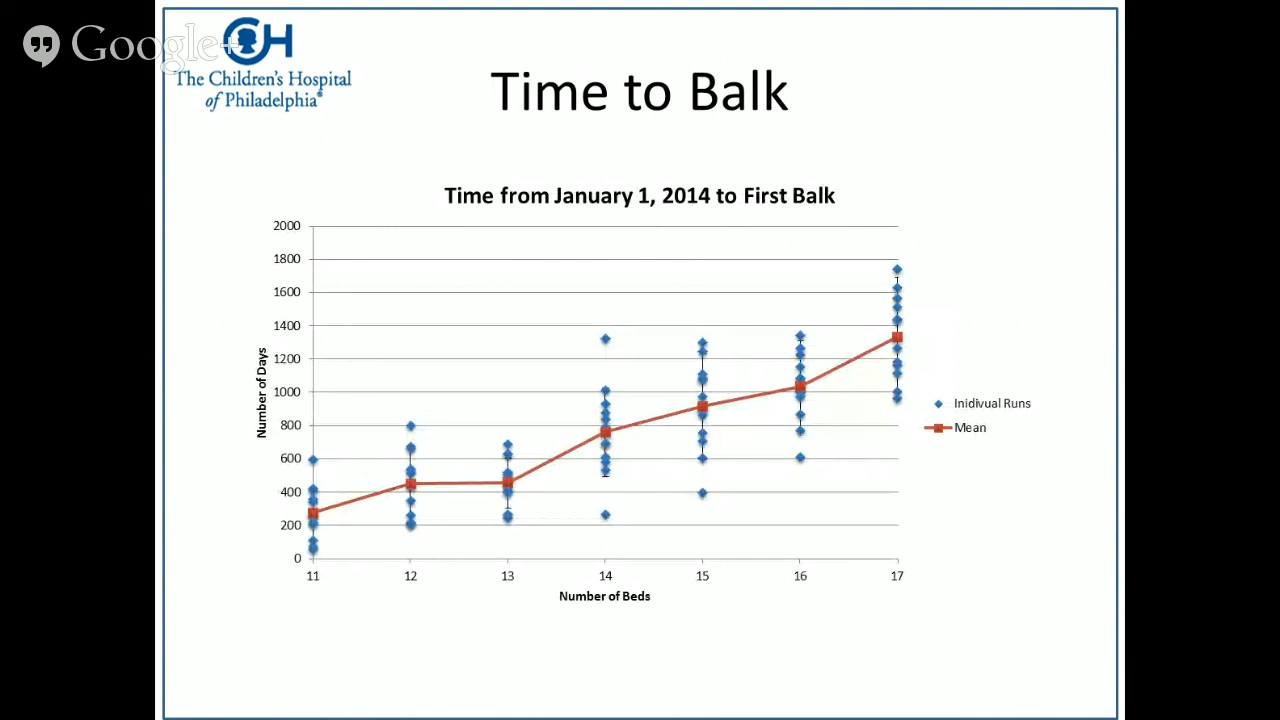 Google+
CH
The Children's Hospital
of Philadelphia®
Time to Balk
Time from January 1, 2014 to First Balk
2000
1800
1600
1400
1200
1000
800
600
400
200
0
Number of Days
11 12 13 14 15 16 17
Number of Beds
Inidivual Runs
Mean